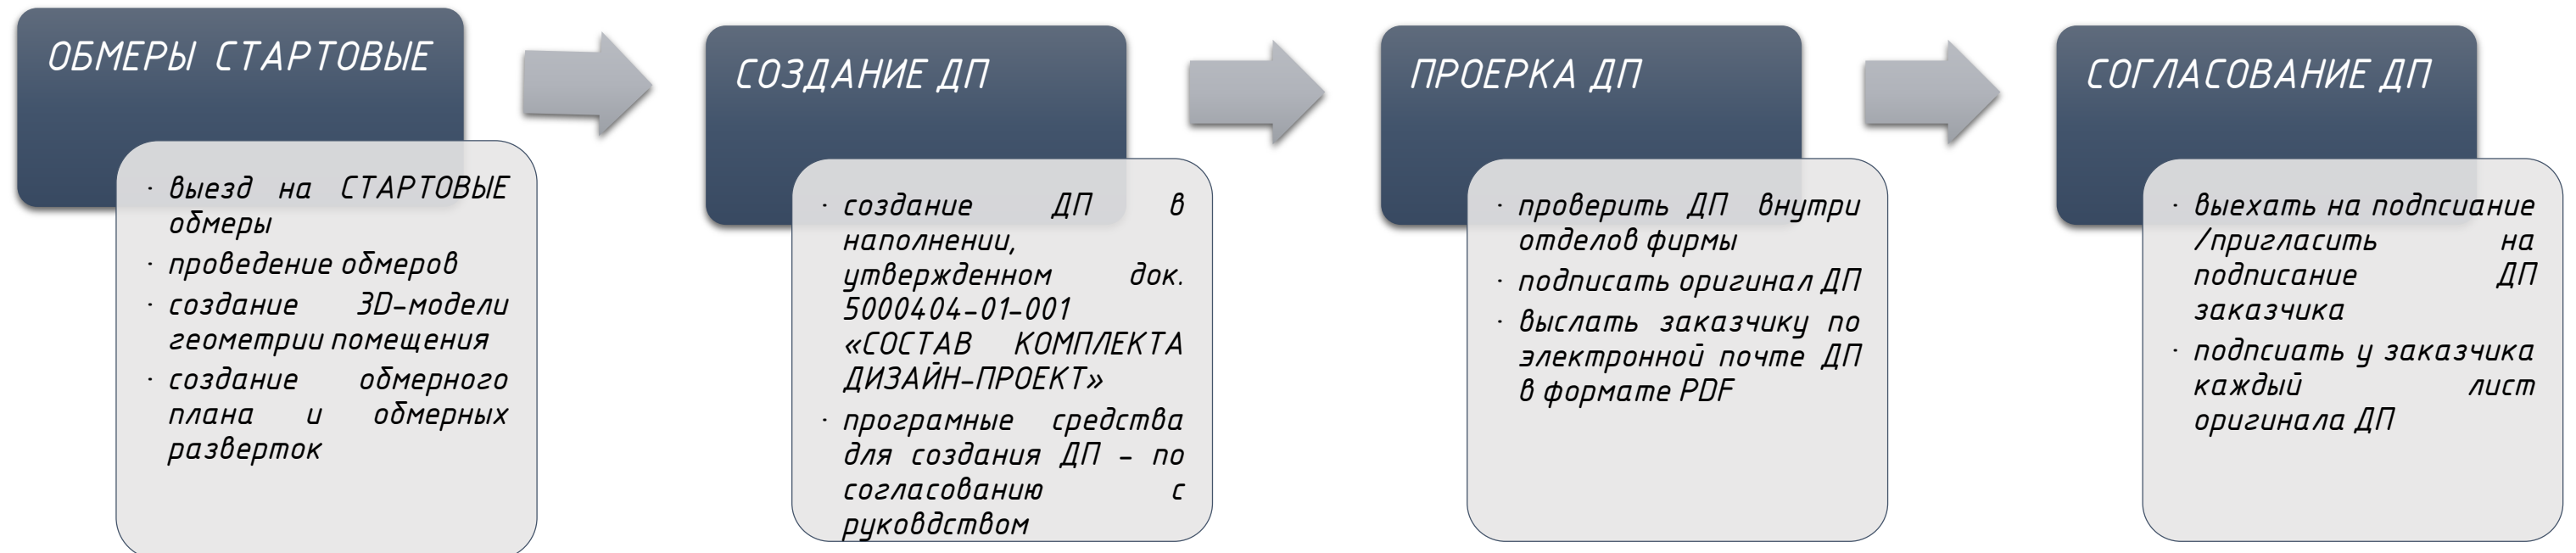 ОБМЕРЫ СТАРТОВЫЕ
· выезд на СТАРТОВЫЕ
обмеры
· проведение обмеров
· создание 3D-модели
геометрии помещения
· создание обмерного
плана и обмерных
разверток
СОЗДАНИЕ ДП
· создание ДП в
наполнении,
утвержденном док.
5000404-01-001
«СОСТАВ КОМПЛЕКТА
ДИЗАЙН-ПРОЕКТ»
· програмные средства
для создания ДП - по
согласованию с
руковдством
ПРОЕРКА ДП
· проверить ДП внутри
отделов фирмы
· подписать оригинал ДП
· выслать заказчику по
электронной почте ДП
в формате PDF
СОГЛАСОВАНИЕ ДП
· выехать на подпсиание
/пригласить на
подписание ДП
заказчика
· подпсиать у заказчика
каждый лист
оригинала ДП